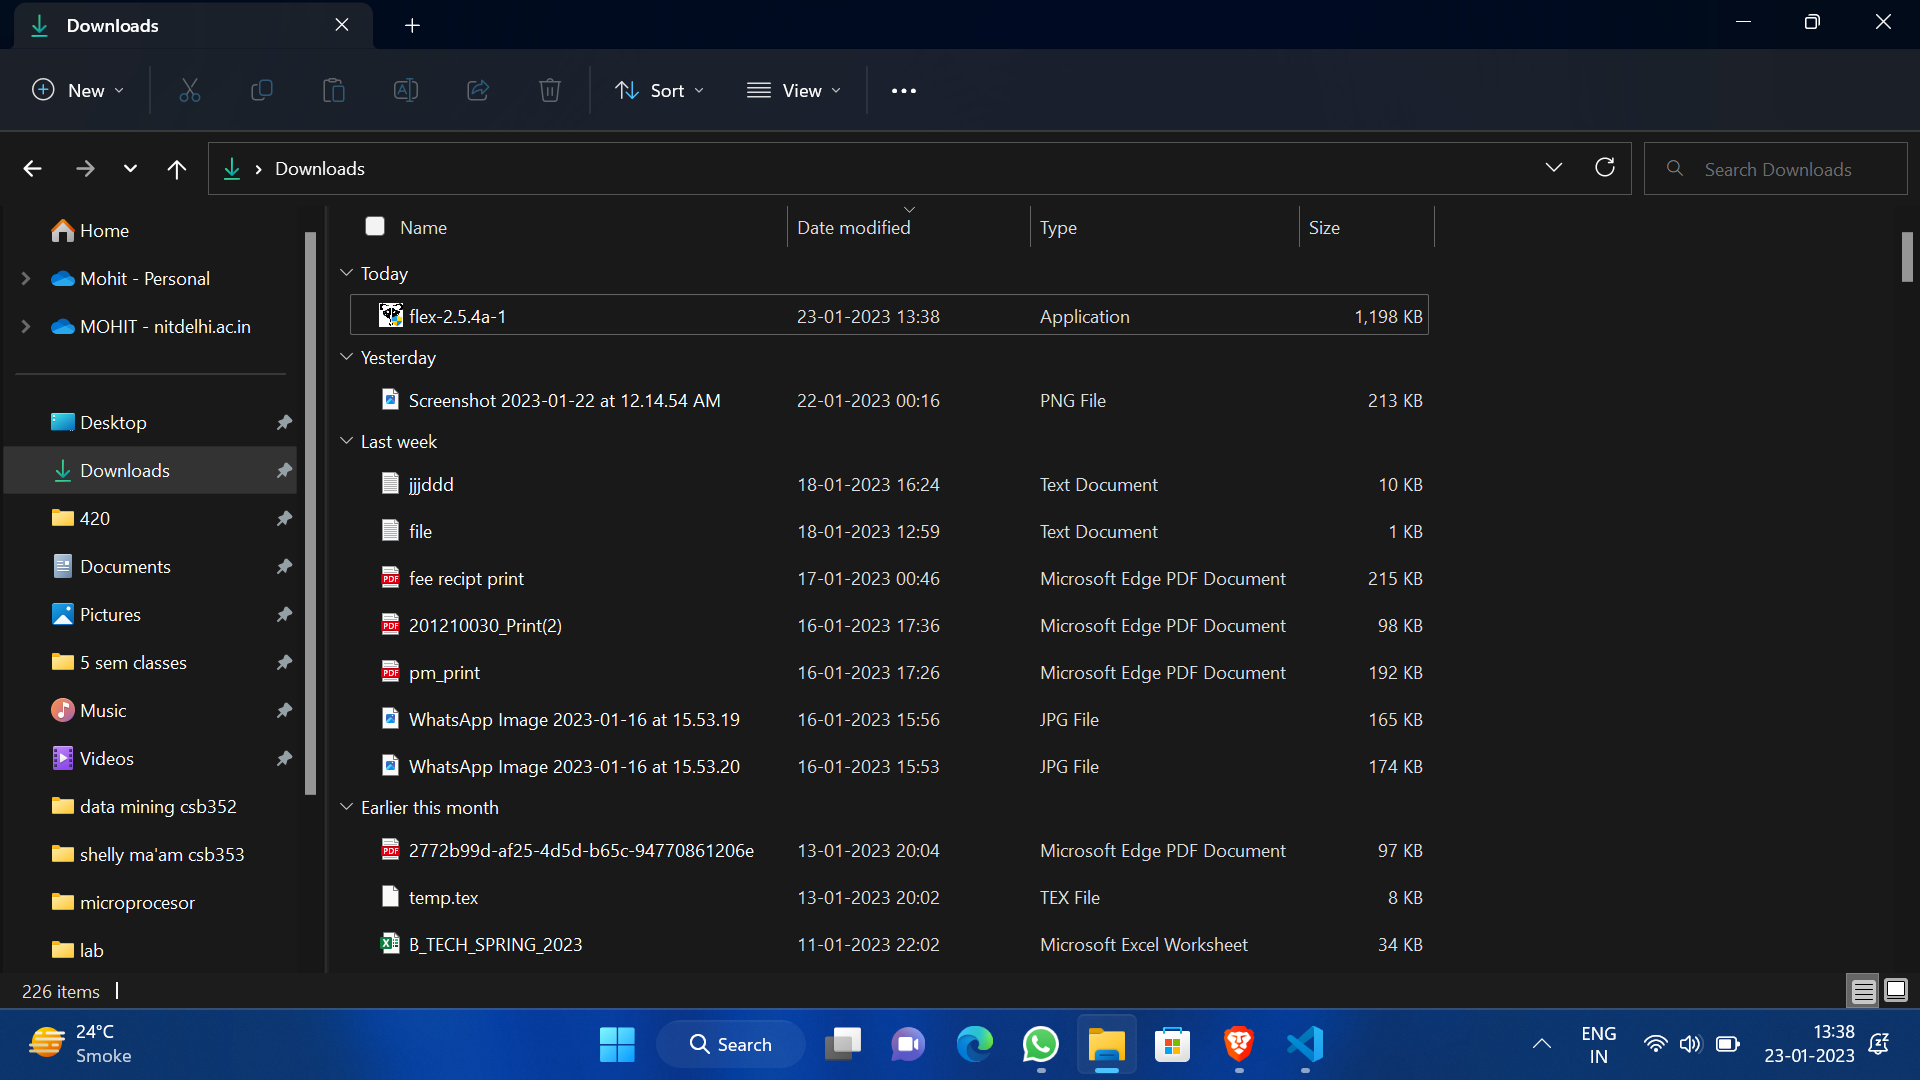 Downloads
New
Sort
View
Downloads
Search Downloads
Home
Mohit - Personal
MOHIT - nitdelhi.ac.in
Desktop
Downloads
420
Documents
Pictures
5 sem classes
Music
Videos
data mining csb352
shelly ma'am csb353
microprocesor
lab
Name Date modified Type Size
Today
flex-2.5.4a-1 23-01-2023 13:38 Application 1,198 KB
Yesterday
Screenshot 2023-01-22 at 12.14.54 AM 22-01-2023 00:16 PNG File 213 KB
Last week
jjjddd 18-01-2023 16:24 Text Document 10 KB
file 18-01-2023 12:59 Text Document 1 KB
PDF fee recipt print 17-01-2023 00:46 Microsoft Edge PDF Document 215 KB
PDF 201210030_Print(2) 16-01-2023 17:36 Microsoft Edge PDF Document 98 KB
PDF pm_print 16-01-2023 17:26 Microsoft Edge PDF Document 192 KB
WhatsApp Image 2023-01-16 at 15.53.19 16-01-2023 15:56 JPG File 165 KB
WhatsApp Image 2023-01-16 at 15.53.20 16-01-2023 15:53 JPG File 174 KB
Earlier this month
PDF 2772b99d-af25-4d5d-b65c-94770861206e 13-01-2023 20:04 Microsoft Edge PDF Document 97 KB
temp.tex 13-01-2023 20:02 TEX File 8 KB
B_TECH_SPRING_2023 11-01-2023 22:02 Microsoft Excel Worksheet 34 KB
226 items
24°C
Smoke
Search
ENG
IN
13:38
23-01-2023